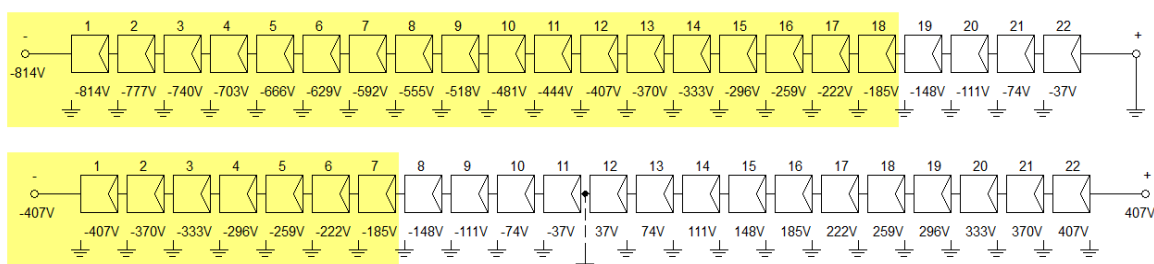 1 2 3 4 5 6 7 8 9 10 11 12 13 14 15 16 17 18 19 20 21 22
- +
-814V
-814V -777V -740V -703V -666V -629V -592V -555V -518V -481V -444V -407V -370V -333V -296V -259V -222V -185V -148V -111V -74V -37V
1 2 3 4 5 6 7 8 9 10 11 12 13 14 15 16 17 18 19 20 21 22
- +
-407V 407V
-407V -370V -333V -296V -259V -222V -185V -148V -111V -74V -37V 37V 74V 111V 148V 185V 222V 259V 296V 333V 370V 407V